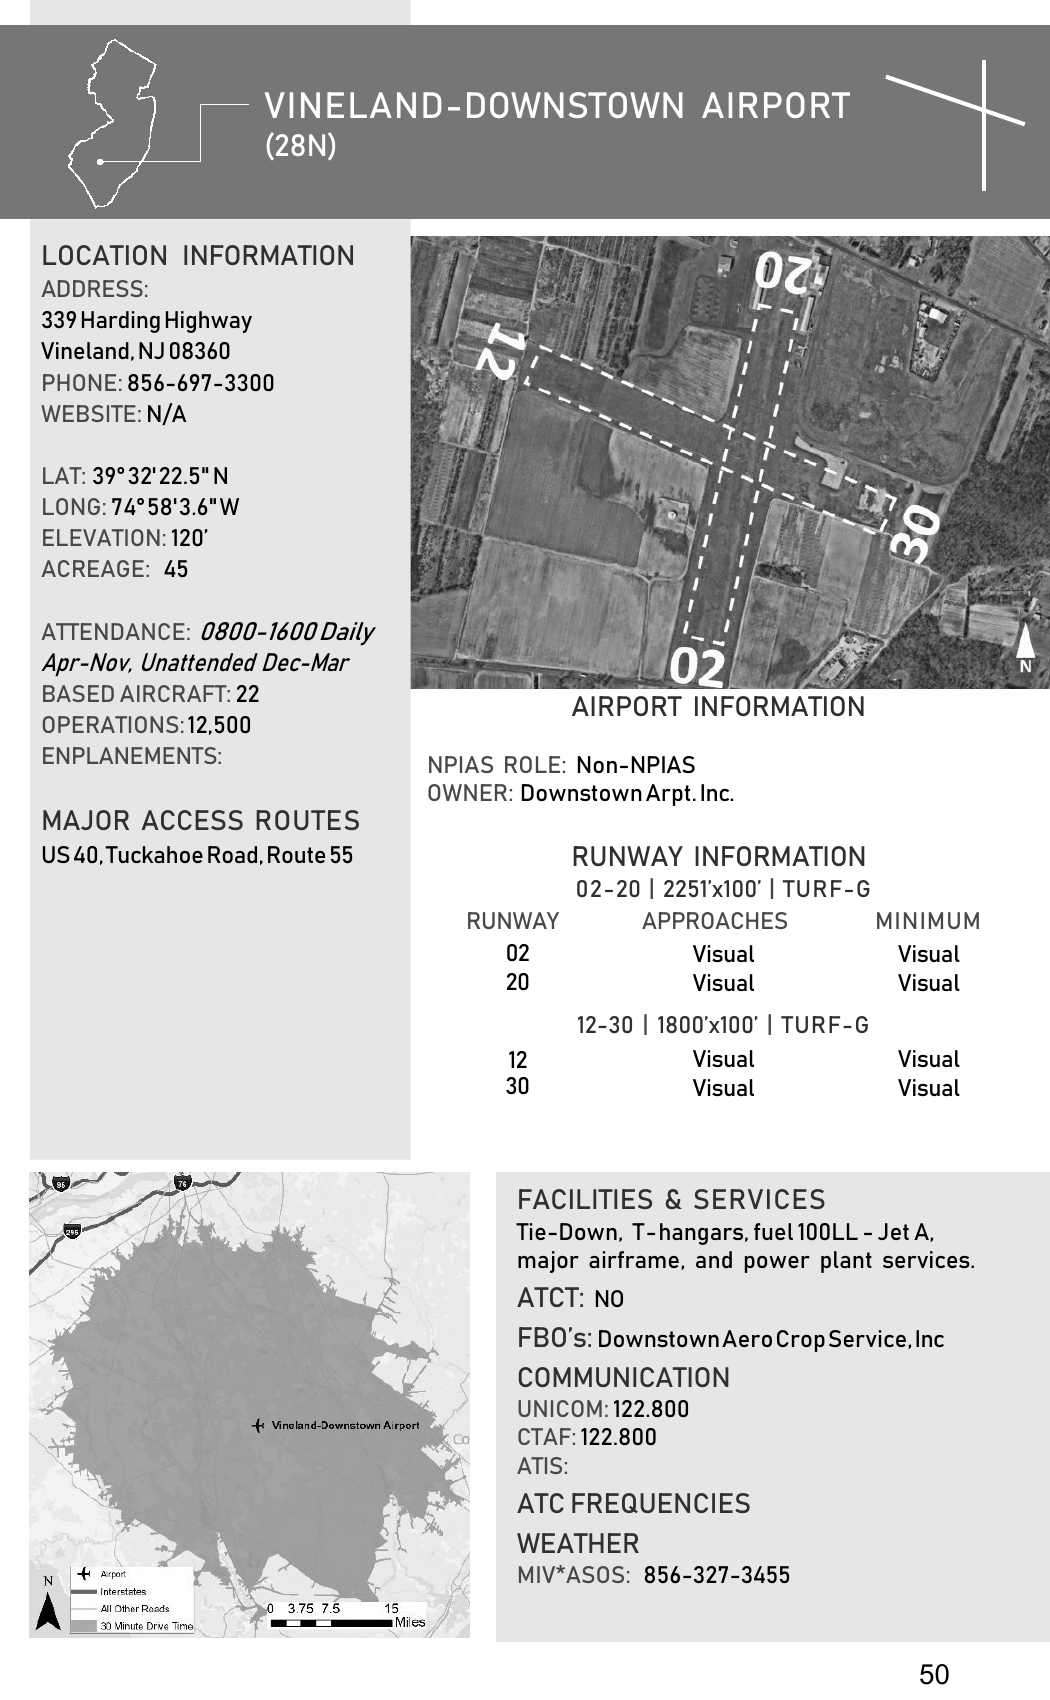 VINELAND-DOWNSTOWN AIRPORT
(28N)
LOCATION INFORMATION
ADDRESS:
339 Harding Highway
Vineland, NJ 08360
PHONE: 856-697-3300
WEBSITE: N/A
LAT: 39° 32' 22.5" N
LONG: 74° 58' 3.6" W
ELEVATION: 120’
ACREAGE: 45
ATTENDANCE: 0800-1600 Daily
Apr-Nov, Unattended Dec-Mar
BASED AIRCRAFT: 22
OPERATIONS: 12,500
ENPLANEMENTS:
MAJOR ACCESS ROUTES
US 40, Tuckahoe Road, Route 55
20
12
30
02
N
AIRPORT INFORMATION
NPIAS ROLE: Non-NPIAS
OWNER: Downstown Arpt. Inc.
RUNWAY INFORMATION
02-20 | 2251’x100’ | TURF-G
RUNWAY APPROACHES MINIMUM
02 Visual Visual
20 Visual Visual
12-30 | 1800’x100’ | TURF-G
12 Visual Visual
30 Visual Visual
95
76
295
Vineland-Downstown Airport
Co
N
Airport
Interstates
All Other Roads
30 Minute Drive Time
0 3.75 7.5 15
Miles
FACILITIES & SERVICES
Tie-Down, T-hangars, fuel 100LL - Jet A,
major airframe, and power plant services.
ATCT: NO
FBO’s: Downstown Aero Crop Service, Inc
COMMUNICATION
UNICOM: 122.800
CTAF: 122.800
ATIS:
ATC FREQUENCIES
WEATHER
MIV*ASOS: 856-327-3455
50